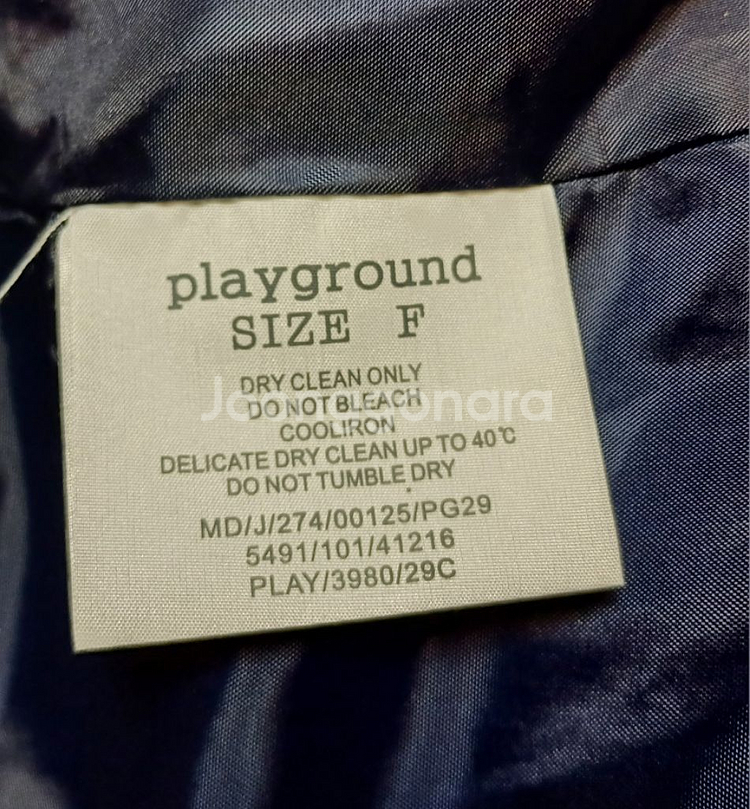 playground
SIZE F
DRY CLEAN ONLY
DO NOT BLEACH
COOLIRON
DELICATE DRY CLEAN UP TO 40℃
DO NOT TUMBLE DRY
MD/J/274/00125/PG29
5491/101/41216
PLAY/3980/29C